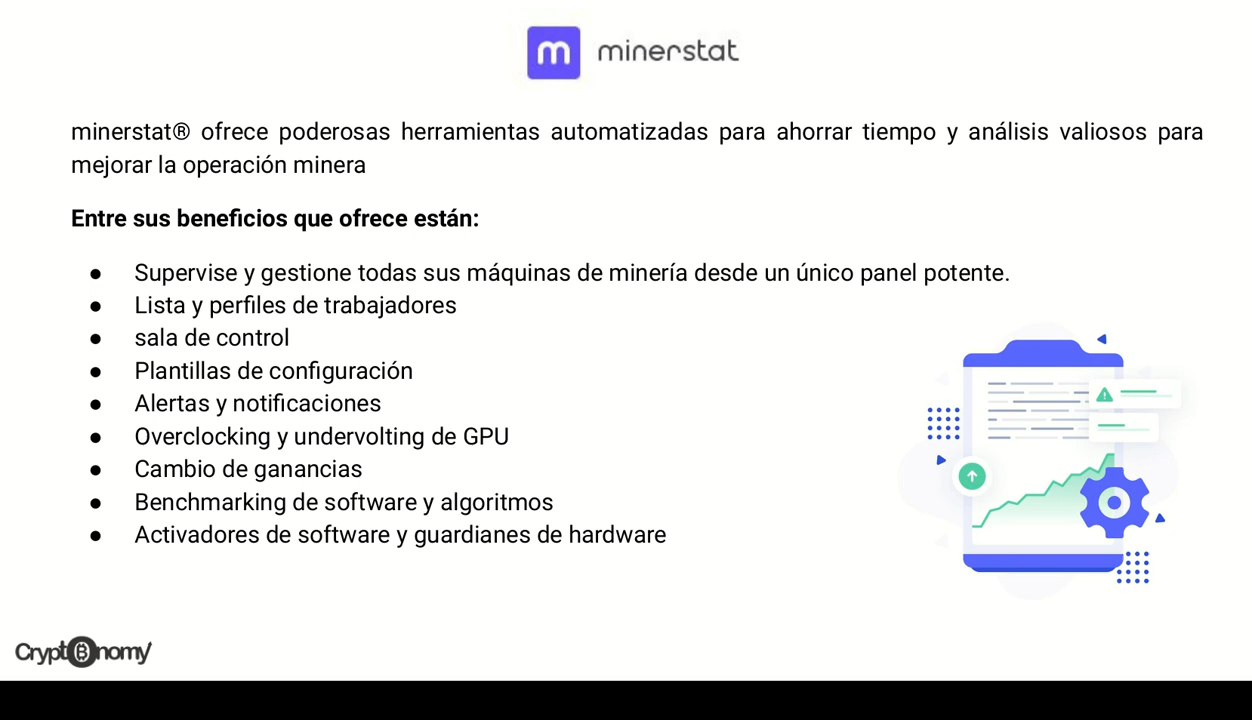 minerstat
minerstat® ofrece poderosas herramientas automatizadas para ahorrar tiempo y análisis valiosos para
mejorar la operación minera
Entre sus beneficios que ofrece están:
● Supervise y gestione todas sus máquinas de minería desde un único panel potente.
● Lista y perfiles de trabajadores
● sala de control
● Plantillas de configuración
● Alertas y notificaciones
● Overclocking y undervolting de GPU
● Cambio de ganancias
● Benchmarking de software y algoritmos
● Activadores de software y guardianes de hardware
Cryptonomy